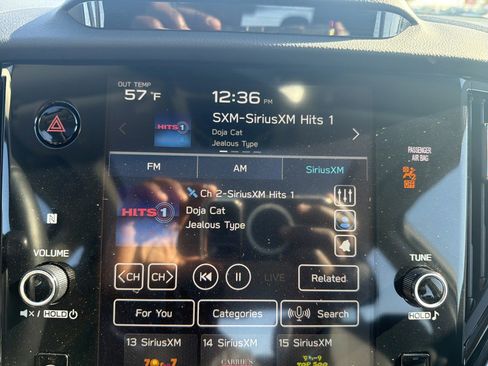 OUT TEMP
57°F
12:36 PM
SXM-SiriusXM Hits 1
HITS 1
Doja Cat
Jealous Type
FM AM SiriusXM
PASSENGER
AIR BAG
OFF
Ch 2-SiriusXM Hits 1
HITS 1
Doja Cat
Jealous Type
N
VOLUME
TUNE
<CH CH> LIVE Related
HOLD
HOLD
For You Categories Search
13 SiriusXM 14 SiriusXM 15 SiriusXM
CARRIE'S